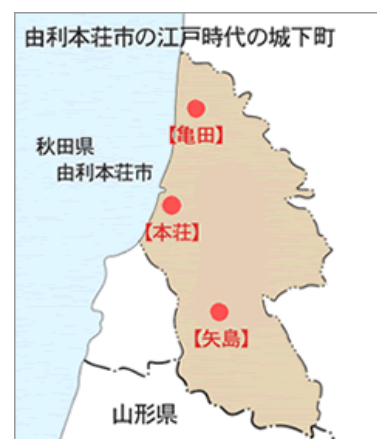 由利本荘市の江戸時代の城下町
【亀田】
秋田県
由利本荘市
【本荘】
【矢島】
山形県